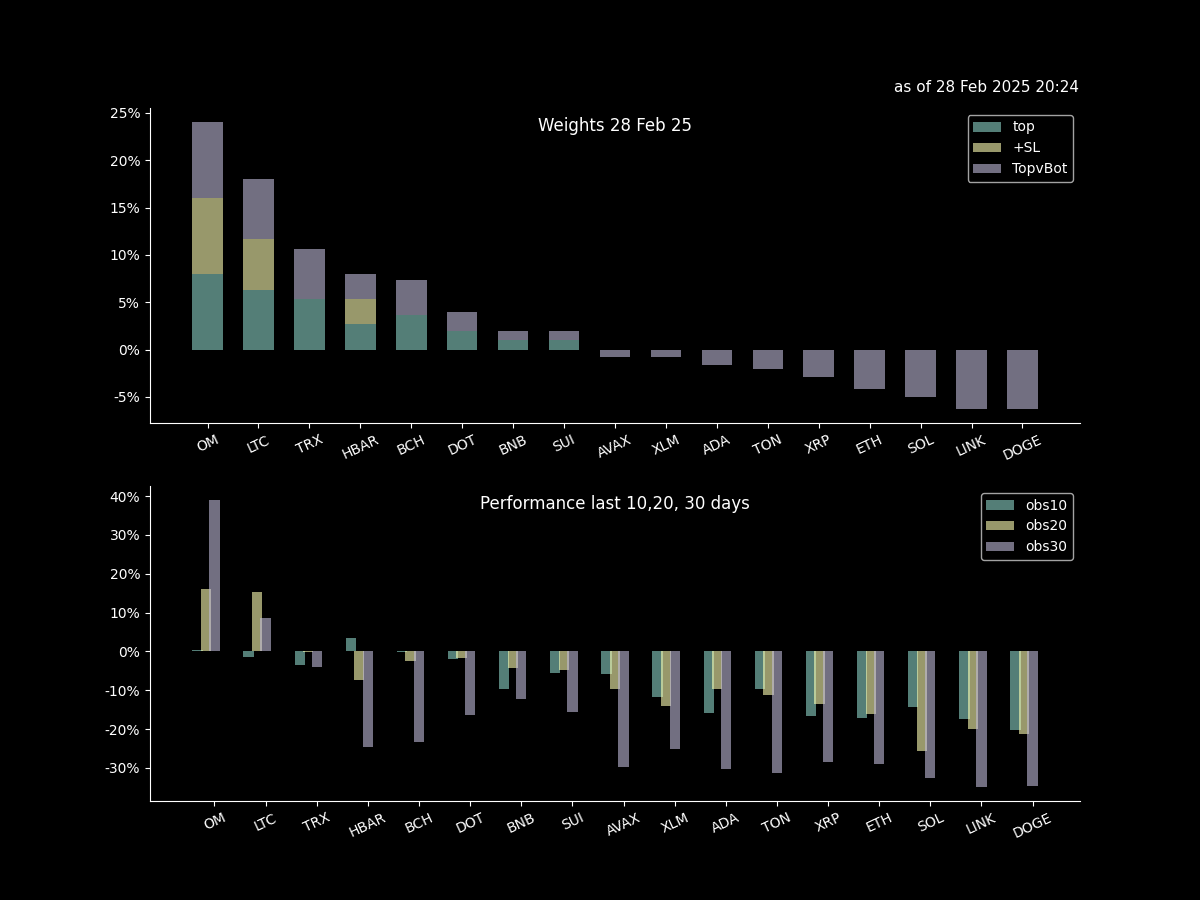 as of 28 Feb 2025 20:24
Weights 28 Feb 25
top
+SL
TopvBot
25%
20%
15%
10%
5%
0%
-5%
OM LTC TRX HBAR BCH DOT BNB SUI AVAX XLM ADA TON XRP ETH SOL LINK DOGE
Performance last 10,20, 30 days
obs10
obs20
obs30
40%
30%
20%
10%
0%
-10%
-20%
-30%
OM LTC TRX HBAR BCH DOT BNB SUI AVAX XLM ADA TON XRP ETH SOL LINK DOGE